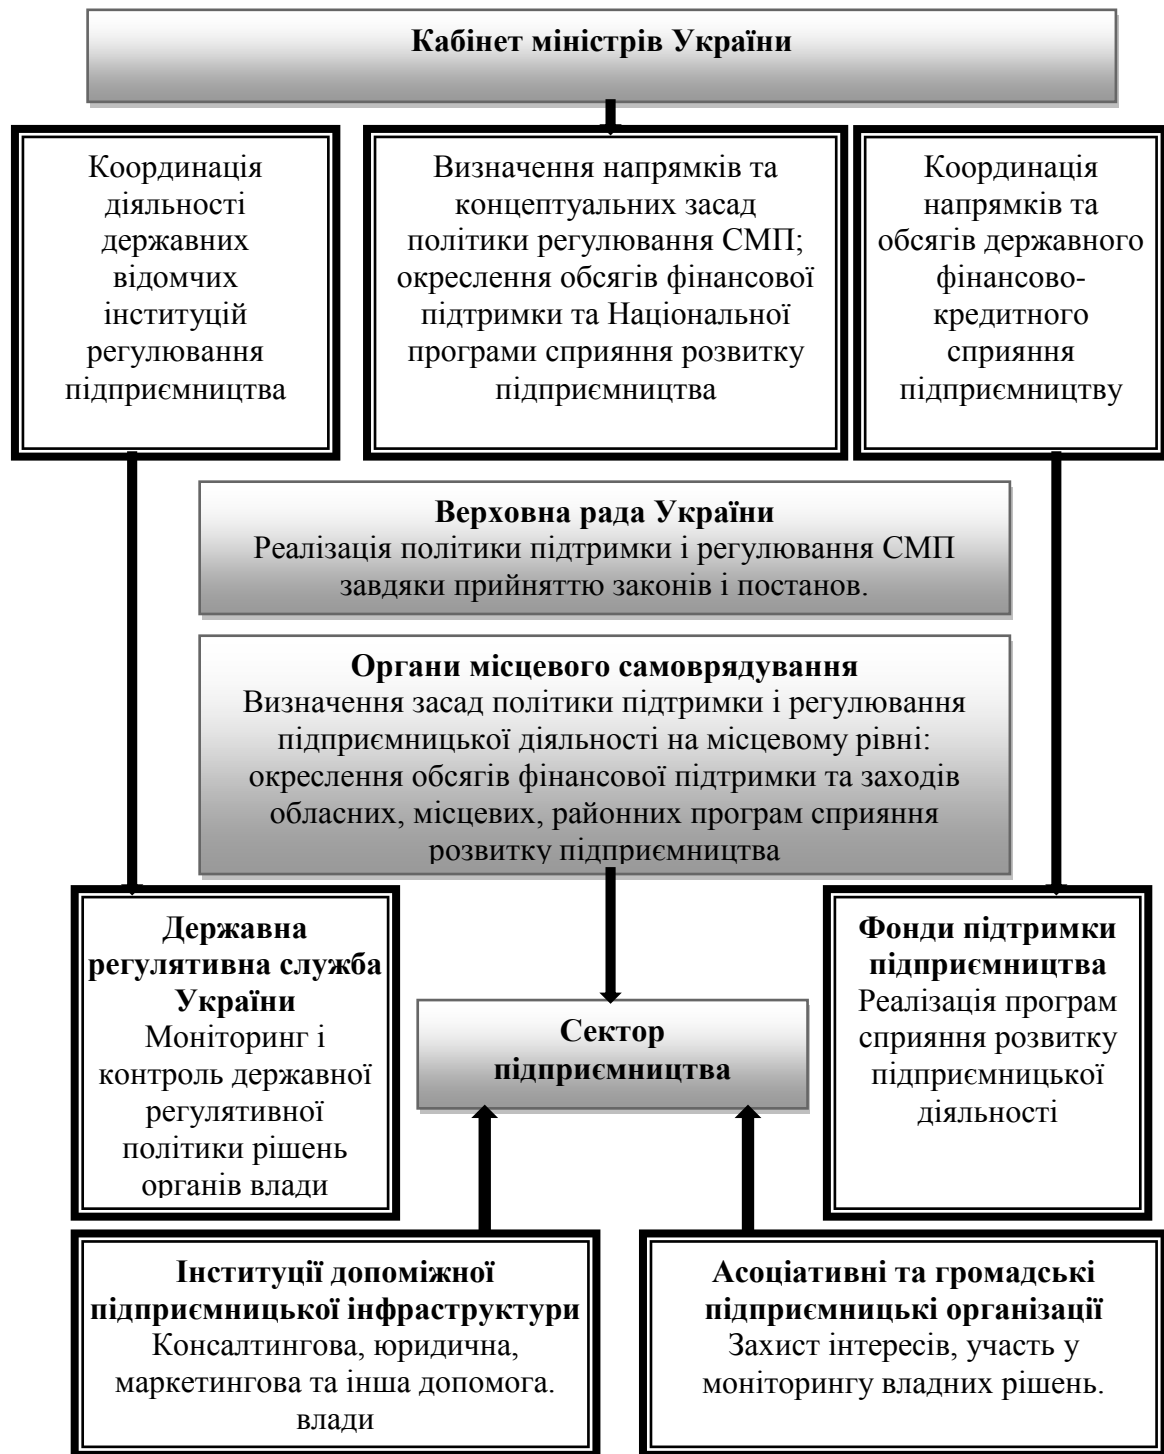 Кабінет міністрів України
Координація
діяльності
державних
відомчих
інституцій
регулювання
підприємництва
Визначення напрямків та
концептуальних засад
політики регулювання СМП;
окреслення обсягів фінансової
підтримки та Національної
програми сприяння розвитку
підприємництва
Координація
напрямків та
обсягів державного
фінансово-
кредитного
сприяння
підприємництву
Верховна рада України
Реалізація політики підтримки і регулювання СМП
завдяки прийняттю законів і постанов.
Органи місцевого самоврядування
Визначення засад політики підтримки і регулювання
підприємницької діяльності на місцевому рівні:
окреслення обсягів фінансової підтримки та заходів
обласних, місцевих, районних програм сприяння
розвитку підприємництва
Державна
регулятивна служба
України
Моніторинг і
контроль державної
регулятивної
політики рішень
органів влади
Сектор
підприємництва
Фонди підтримки
підприємництва
Реалізація програм
сприяння розвитку
підприємницької
діяльності
Інституції допоміжної
підприємницької інфраструктури
Консалтингова, юридична,
маркетингова та інша допомога.
влади
Асоціативні та громадські
підприємницькі організації
Захист інтересів, участь у
моніторингу владних рішень.